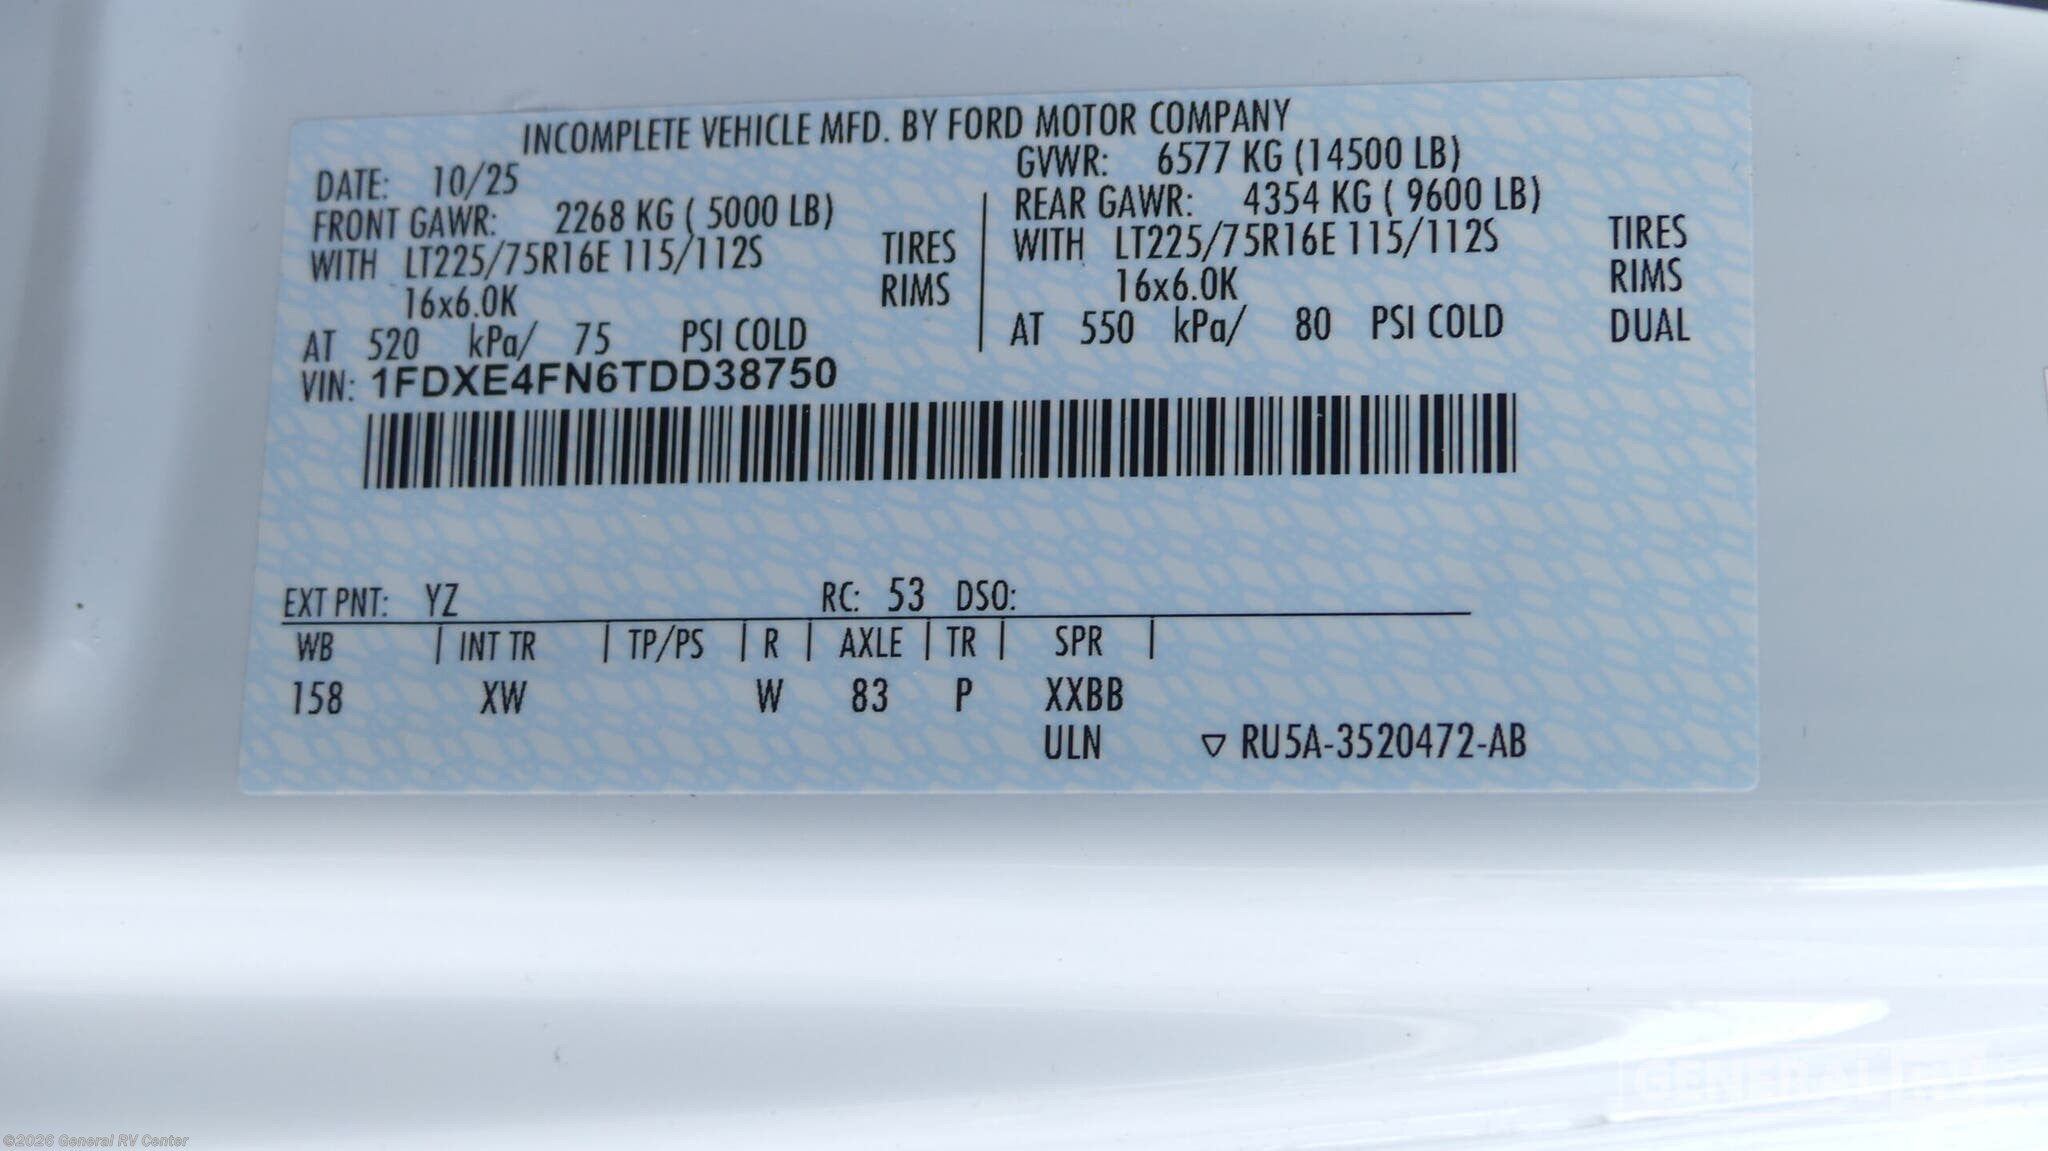 INCOMPLETE VEHICLE MFD. BY FORD MOTOR COMPANY
DATE: 10/25
GVWR: 6577 KG (14500 LB)
FRONT GAWR: 2268 KG ( 5000 LB)
REAR GAWR: 4354 KG ( 9600 LB)
WITH LT225/75R16E 115/112S TIRES
WITH LT225/75R16E 115/112S TIRES
16x6.0K RIMS
16x6.0K RIMS
AT 520 kPa/ 75 PSI COLD
AT 550 kPa/ 80 PSI COLD DUAL
VIN: 1FDXE4FN6TDD38750
EXT PNT: YZ RC: 53 DSO:
WB | INT TR | TP/PS | R | AXLE | TR | SPR |
158 XW W 83 P XXBB
ULN ▽ RU5A-3520472-AB
GENERAL RV
©2026 General RV Center